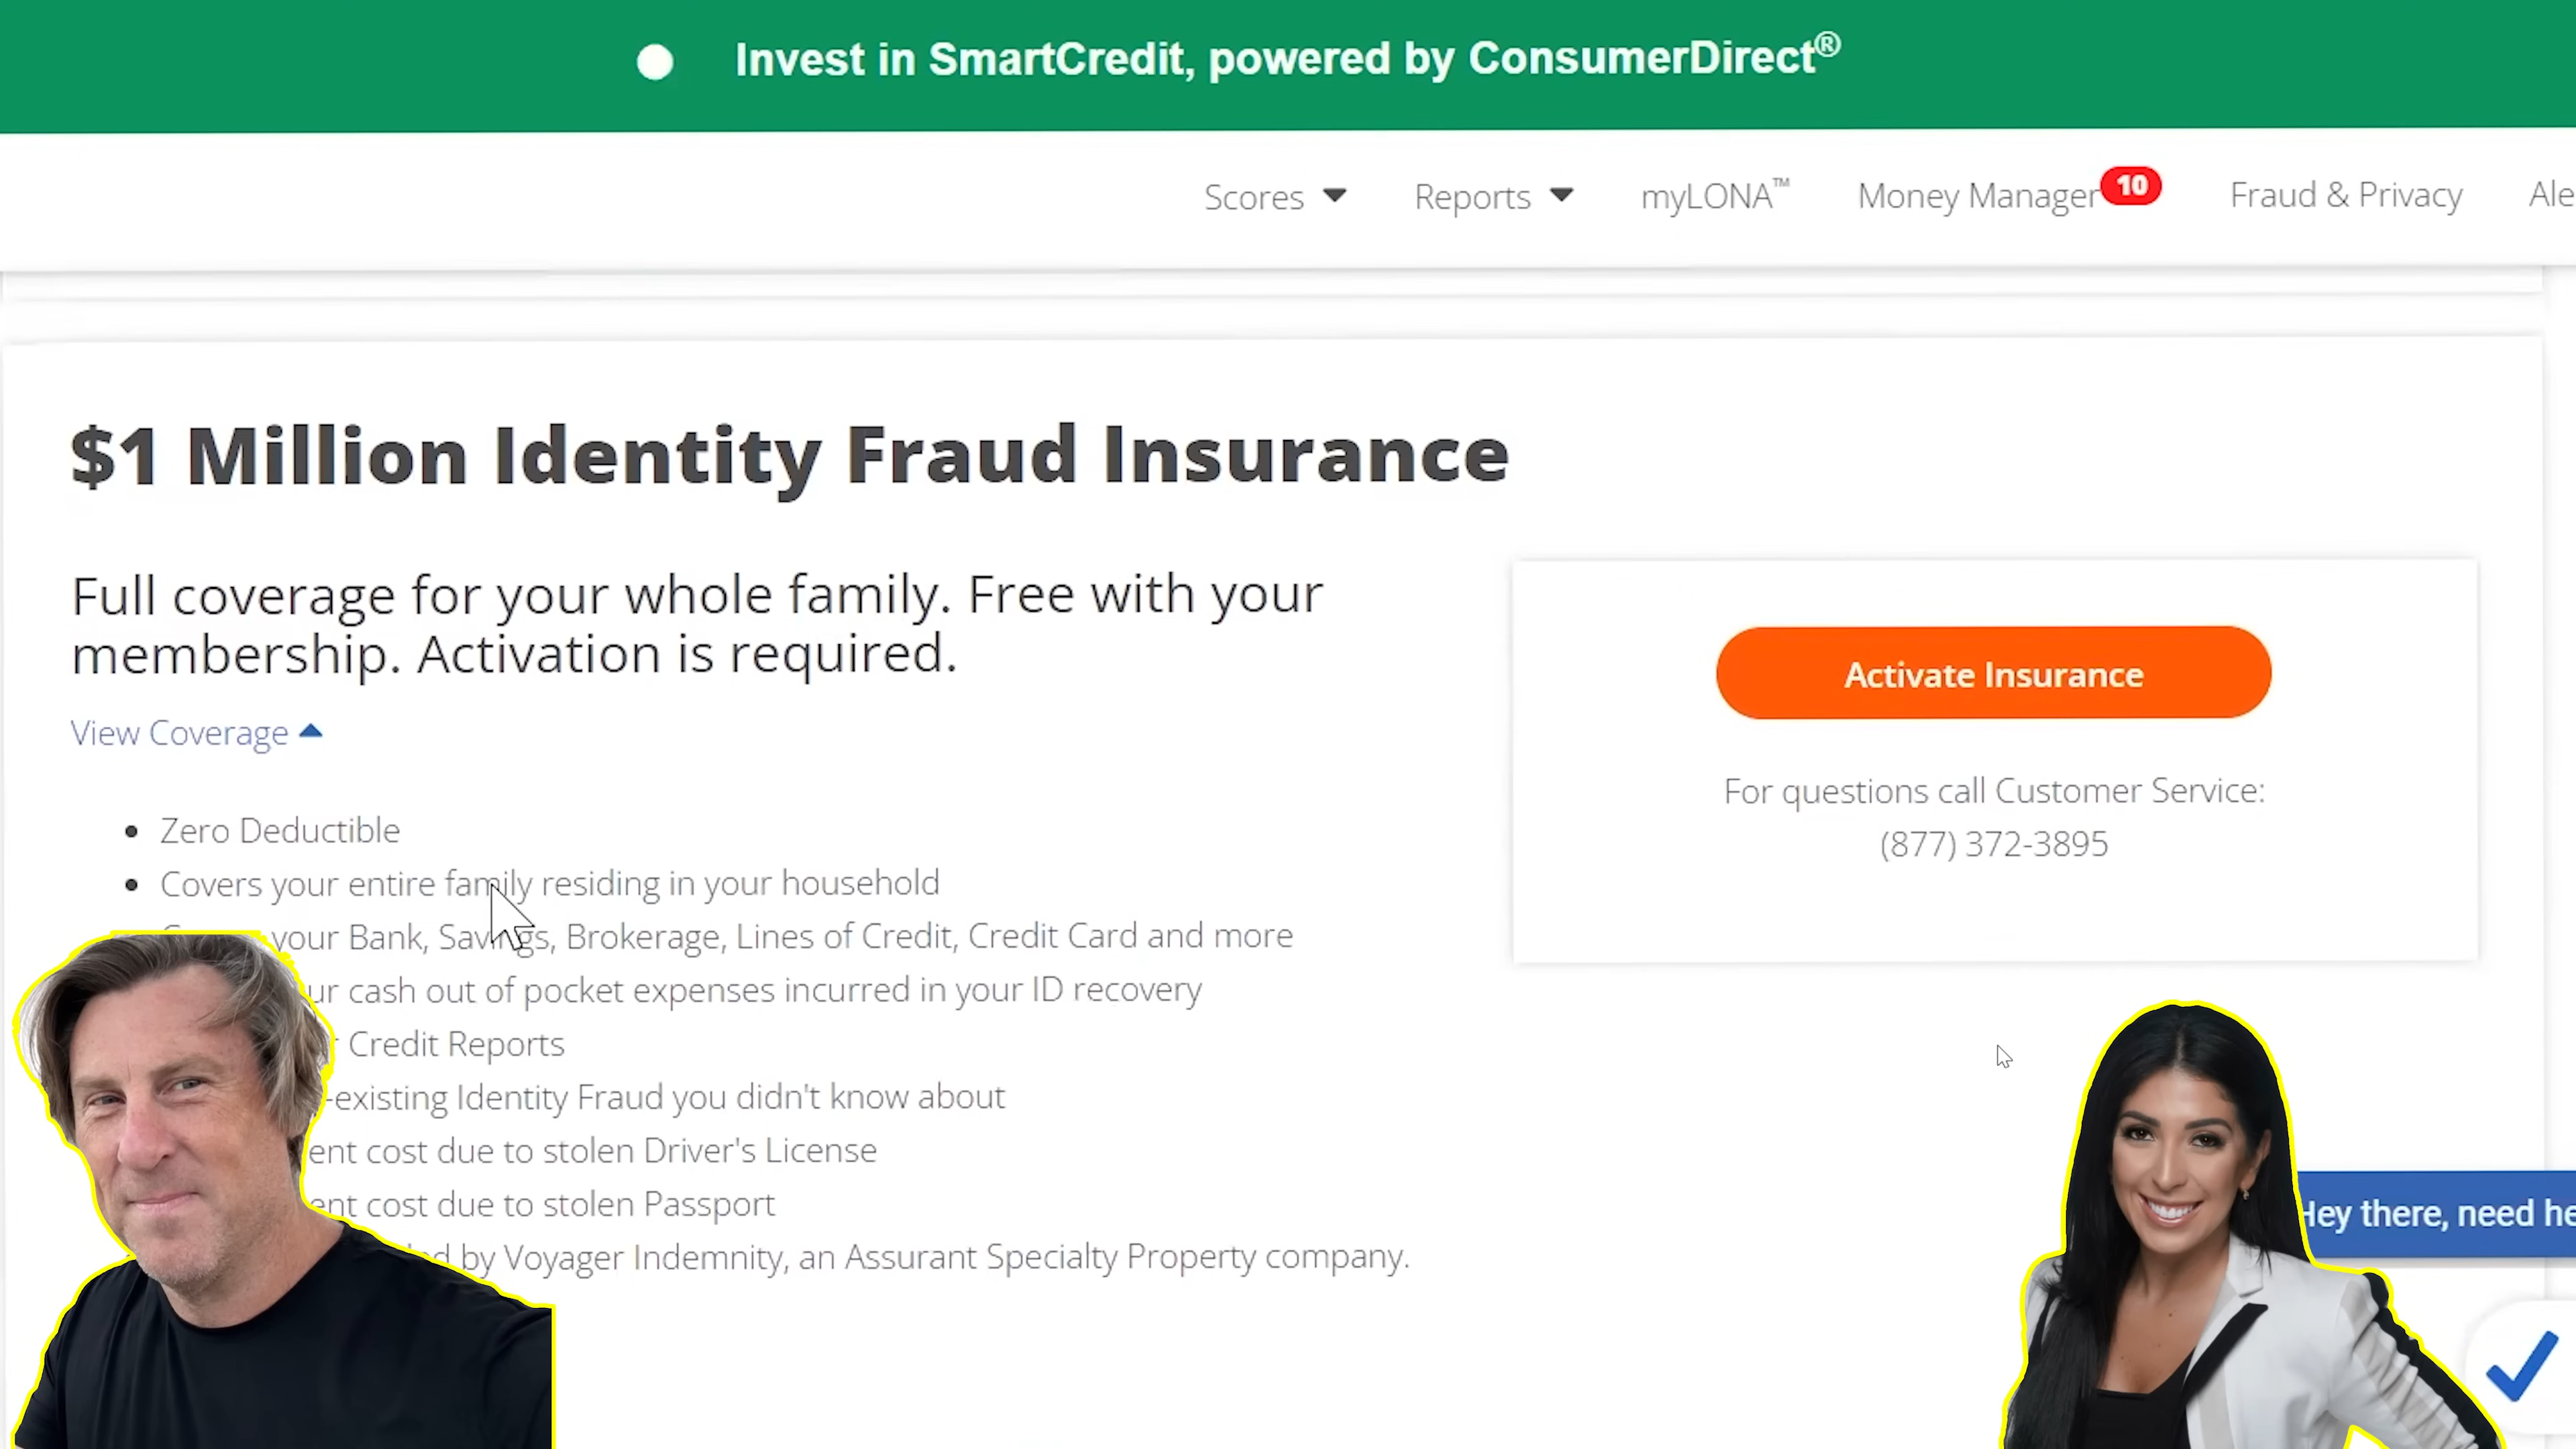 Invest in SmartCredit, powered by ConsumerDirect®
Scores Reports myLONA™ Money Manager 10 Fraud & Privacy
$1 Million Identity Fraud Insurance
Full coverage for your whole family. Free with your
membership. Activation is required.
View Coverage
Activate Insurance
For questions call Customer Service:
(877) 372-3895
Zero Deductible
Covers your entire family residing in your household
your Bank, Savings, Brokerage, Lines of Credit, Credit Card and more
cash out of pocket expenses incurred in your ID recovery
Credit Reports
-existing Identity Fraud you didn't know about
cost due to stolen Driver's License
cost due to stolen Passport
by Voyager Indemnity, an Assurant Specialty Property company.
Hey there, need